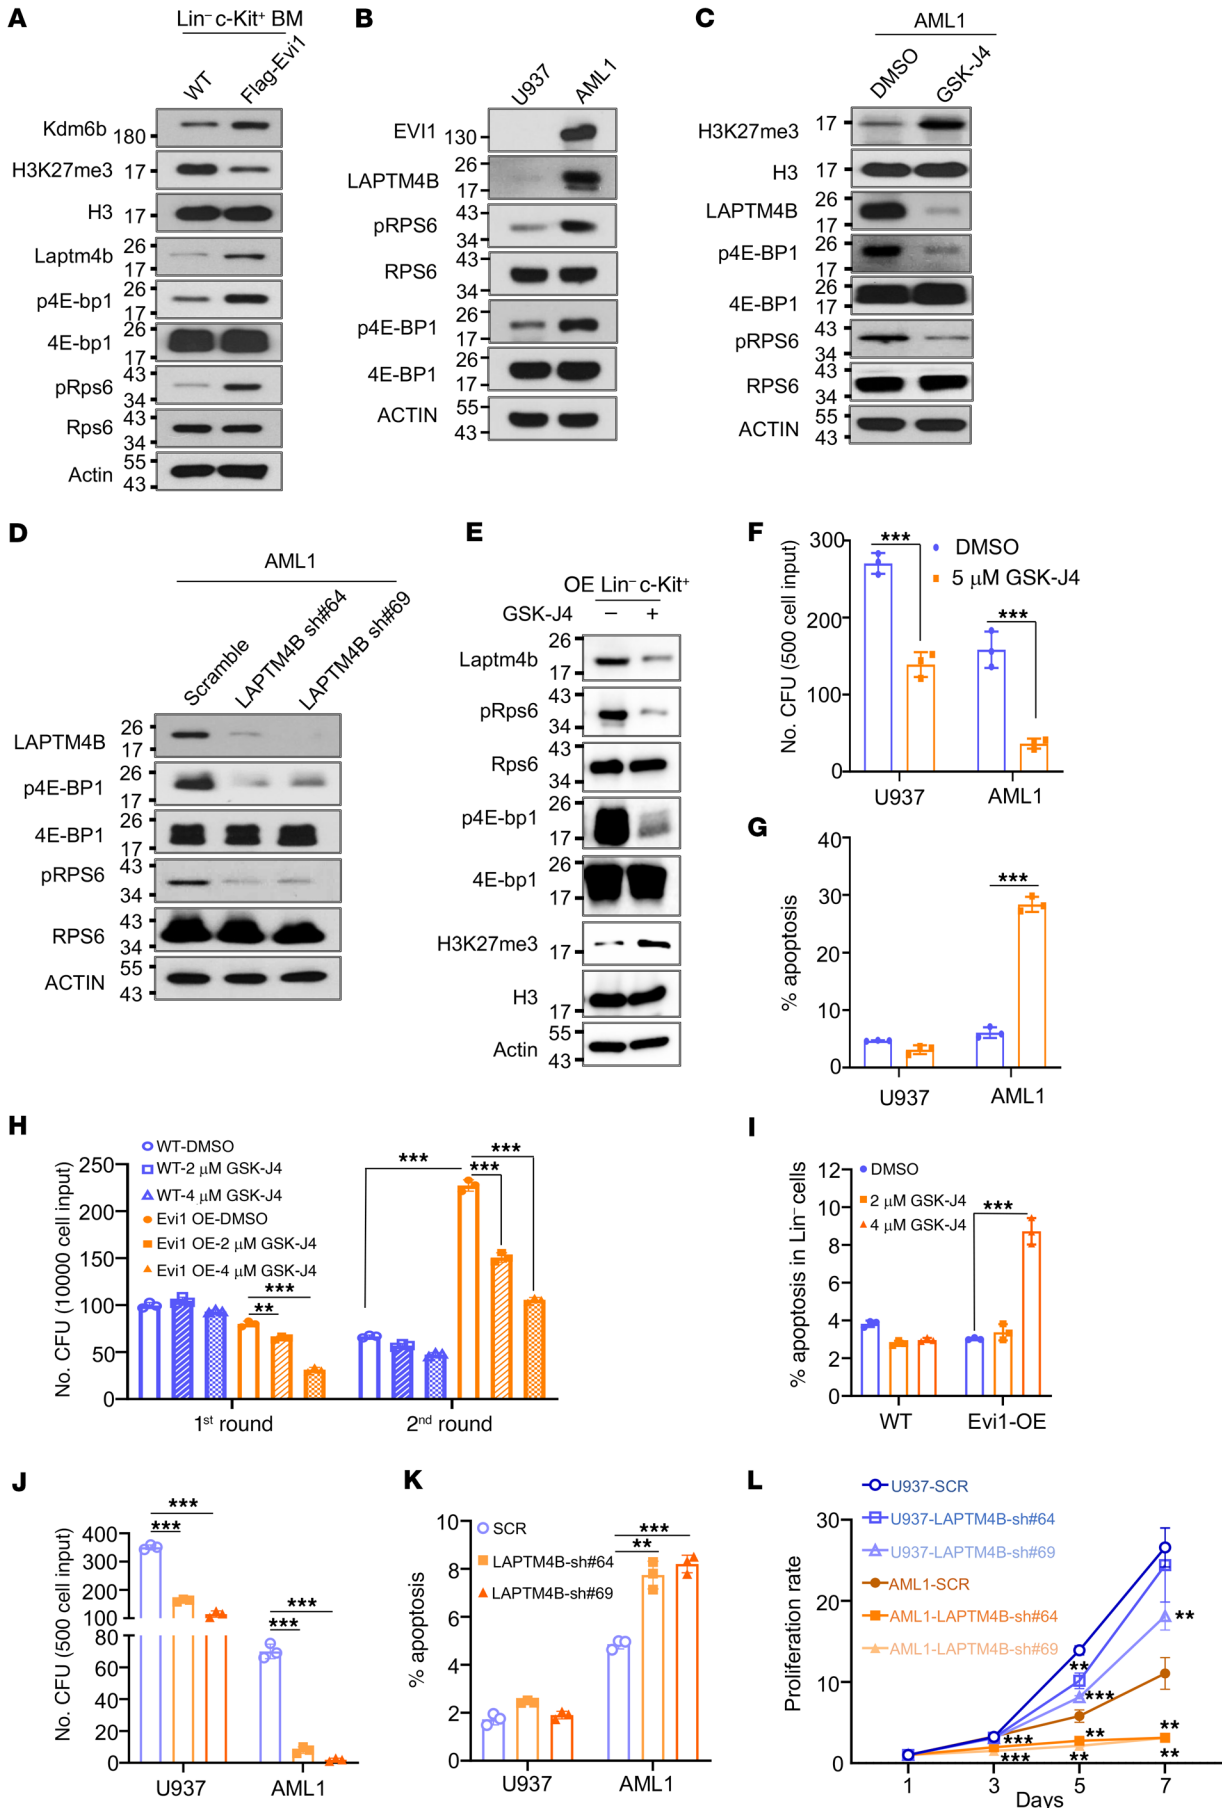 A
Lin– c-Kit+ BM
WT
Flag-Evi1
Kdm6b 180
H3K27me3 17
H3 17
Laptm4b 26
17
p4E-bp1 26
17
4E-bp1 26
17
pRps6 43
34
Rps6 43
34
Actin 55
43
B
U937
AML1
EVI1 130
LAPTM4B 26
17
pRPS6 43
34
RPS6 43
34
p4E-BP1 26
17
4E-BP1 26
17
ACTIN 55
43
C
AML1
DMSO
GSK-J4
H3K27me3 17
H3 17
LAPTM4B 26
17
p4E-BP1 26
17
4E-BP1 26
17
pRPS6 43
34
RPS6 43
34
ACTIN 55
43
D
AML1
Scramble
LAPTM4B sh#64
LAPTM4B sh#69
LAPTM4B 26
17
p4E-BP1 26
17
4E-BP1 26
17
pRPS6 43
34
RPS6 43
34
ACTIN 55
43
E
OE Lin– c-Kit+
GSK-J4 – +
Laptm4b 26
17
pRps6 43
34
Rps6 43
34
p4E-bp1 26
17
4E-bp1 26
17
H3K27me3 17
H3 17
Actin 55
43
F
No. CFU (500 cell input)
300
200
100
0
***
***
DMSO
5 μM GSK-J4
U937
AML1
G
% apoptosis
40
30
20
10
0
***
U937
AML1
H
No. CFU (10000 cell input)
WT-DMSO
WT-2 μM GSK-J4
WT-4 μM GSK-J4
Evi1 OE-DMSO
Evi1 OE-2 μM GSK-J4
Evi1 OE-4 μM GSK-J4
250
200
150
100
50
0
***
**
***
***
***
1st round
2nd round
I
% apoptosis in Lin– cells
12
10
8
6
4
2
0
DMSO
2 μM GSK-J4
4 μM GSK-J4
***
WT
Evi1-OE
J
No. CFU (500 cell input)
400
300
200
100
80
60
40
20
0
***
***
***
***
U937
AML1
K
% apoptosis
10
8
6
4
2
0
SCR
LAPTM4B-sh#64
LAPTM4B-sh#69
***
**
U937
AML1
L
Proliferation rate
30
20
10
0
U937-SCR
U937-LAPTM4B-sh#64
U937-LAPTM4B-sh#69
AML1-SCR
AML1-LAPTM4B-sh#64
AML1-LAPTM4B-sh#69
**
**
***
***
**
**
***
**
**
1
3
5
7
Days